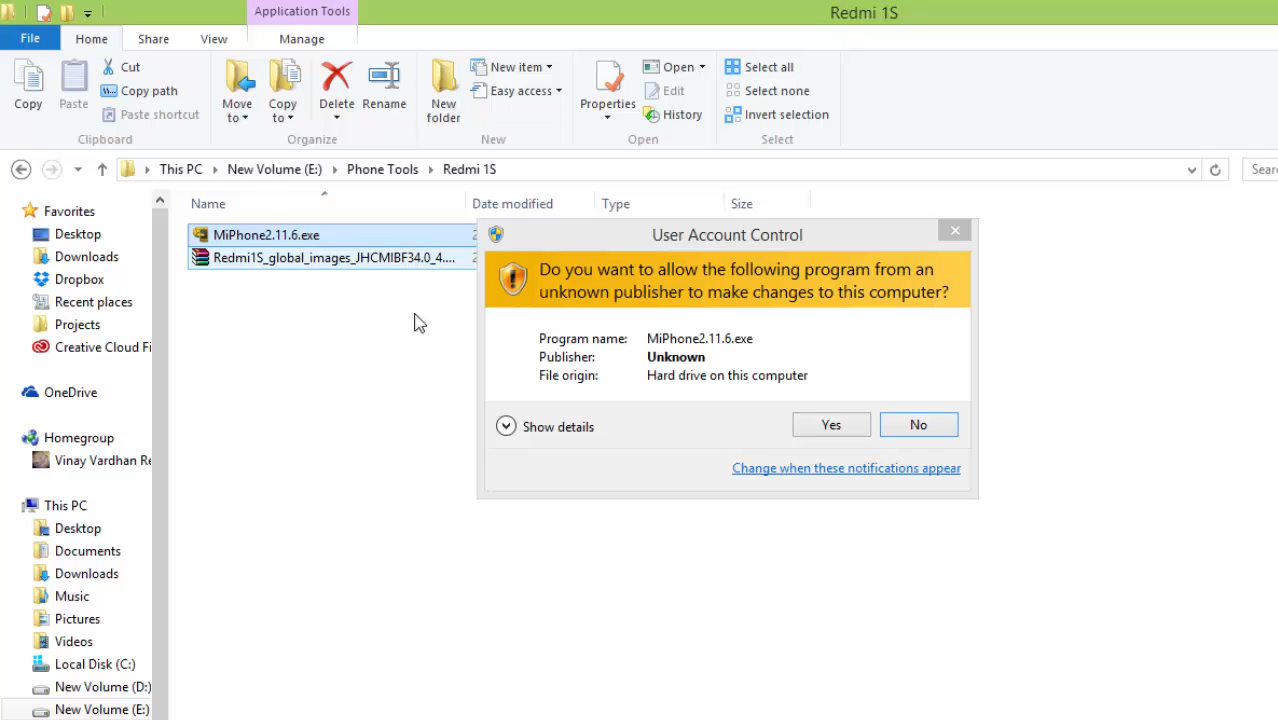 Application Tools
Redmi 1S
File
Home
Share
View
Manage
Copy
Paste
Cut
Copy path
Paste shortcut
Clipboard
Move to
Copy to
Delete
Rename
Organize
New folder
New item
Easy access
New
Properties
Open
Edit
History
Open
Select all
Select none
Invert selection
Select
This PC
New Volume (E:)
Phone Tools
Redmi 1S
Name
Date modified
Type
Size
MiPhone2.11.6.exe
Redmi1S_global_images_JHCMIBF34.0_4....
Favorites
Desktop
Downloads
Dropbox
Recent places
Projects
Creative Cloud Fi
OneDrive
Homegroup
Vinay Vardhan Re
This PC
Desktop
Documents
Downloads
Music
Pictures
Videos
Local Disk (C:)
New Volume (D:)
New Volume (E:)
User Account Control
Do you want to allow the following program from an
unknown publisher to make changes to this computer?
Program name: MiPhone2.11.6.exe
Publisher: Unknown
File origin: Hard drive on this computer
Show details
Yes
No
Change when these notifications appear